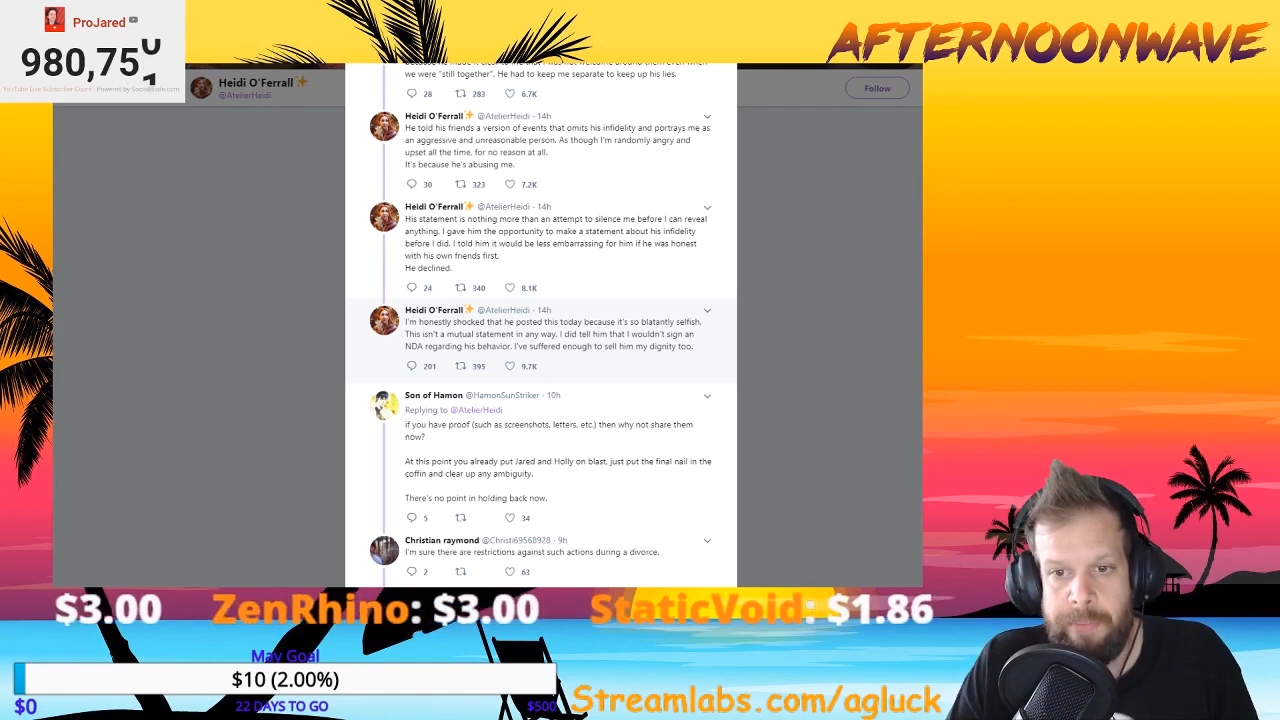 ProJared
980,75
YouTube Live Subscriber Count - Powered by SocialBlade.com
AFTERNOONWAVE
Heidi O'Ferrall✨
@AtelierHeidi
Follow
we were "still together". He had to keep me separate to keep up his lies.
28 283 6.7K
Heidi O'Ferrall✨ @AtelierHeidi · 14h
He told his friends a version of events that omits his infidelity and portrays me as
an aggressive and unreasonable person. As though I'm randomly angry and
upset all the time, for no reason at all.
It's because he's abusing me.
30 323 7.2K
Heidi O'Ferrall✨ @AtelierHeidi · 14h
His statement is nothing more than an attempt to silence me before I can reveal
anything. I gave him the opportunity to make a statement about his infidelity
before I did. I told him it would be less embarrassing for him if he was honest
with his own friends first.
He declined.
24 340 8.1K
Heidi O'Ferrall✨ @AtelierHeidi · 14h
I'm honestly shocked that he posted this today because it's so blatantly selfish.
This isn't a mutual statement in any way. I did tell him that I wouldn't sign an
NDA regarding his behavior. I've suffered enough to sell him my dignity too.
201 395 9.7K
Son of Hamon @HamonSunStriker · 10h
Replying to @AtelierHeidi
if you have proof (such as screenshots, letters, etc.) then why not share them
now?
At this point you already put Jared and Holly on blast, just put the final nail in the
coffin and clear up any ambiguity.
There's no point in holding back now.
5 34
Christian raymond @Christi69568928 · 9h
I'm sure there are restrictions against such actions during a divorce.
2 63
$3.00 ZenRhino: $3.00 StaticVoid: $1.86
May Goal
$10 (2.00%)
$0 22 DAYS TO GO $500
Streamlabs.com/agluck